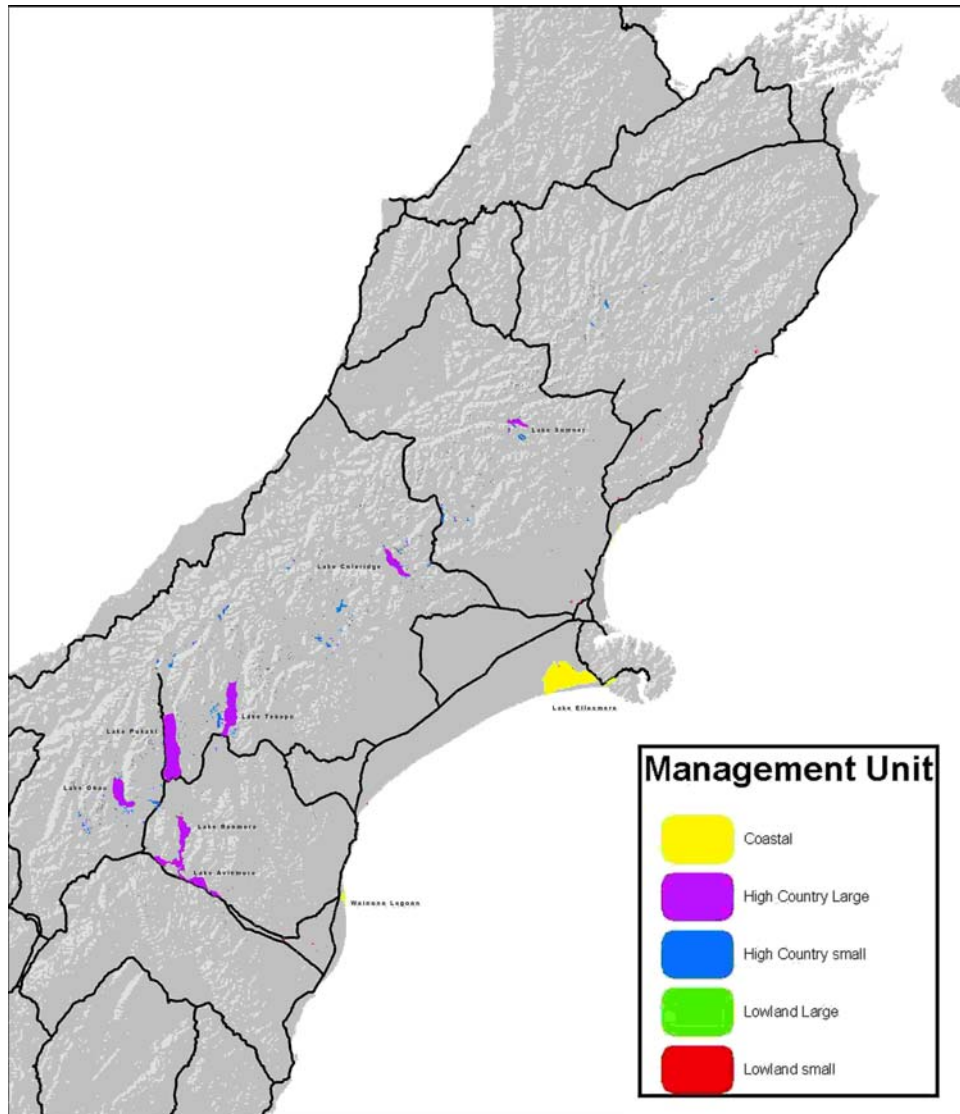 Lake Sumner
Lake Coleridge
Lake Ellesmere
Lake Tekapo
Lake Pukaki
Lake Ohau
Lake Benmore
Lake Aviemore
Wainono Lagoon
Management Unit
Coastal
High Country Large
High Country small
Lowland Large
Lowland small